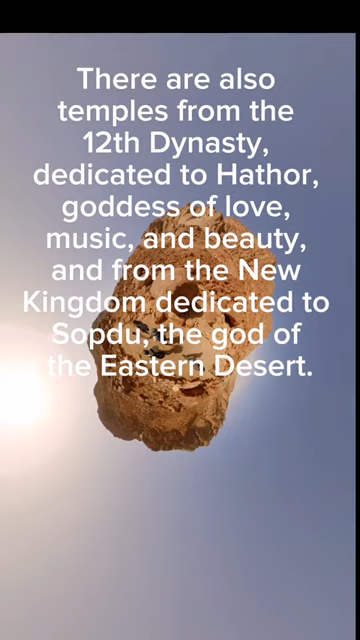 There are also
temples from the
12th Dynasty,
dedicated to Hathor,
goddess of love,
music, and beauty,
and from the New
Kingdom dedicated to
Sopdu, the god of
the Eastern Desert.